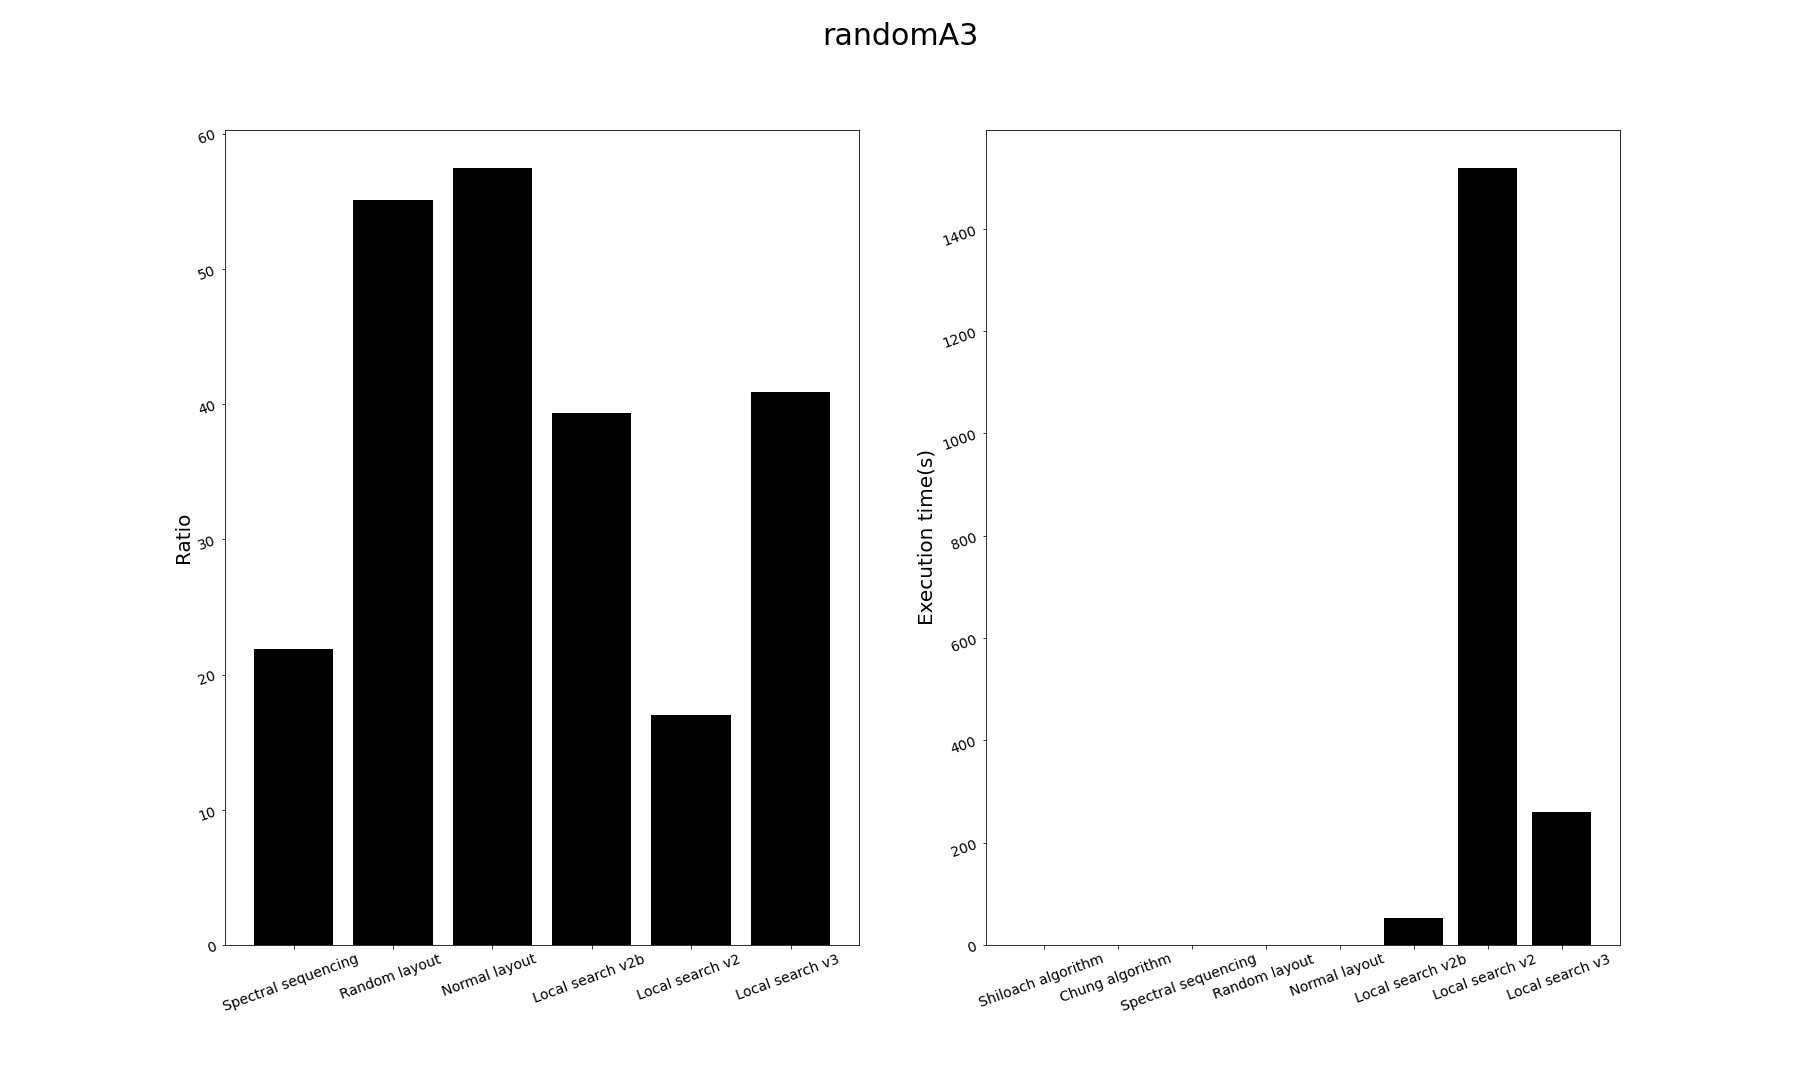 randomA3
Ratio
60
50
40
30
20
10
0
Spectral sequencing
Random layout
Normal layout
Local search v2b
Local search v2
Local search v3
Execution time(s)
1400
1200
1000
800
600
400
200
0
Shiloach algorithm
Chung algorithm
Spectral sequencing
Random layout
Normal layout
Local search v2b
Local search v2
Local search v3